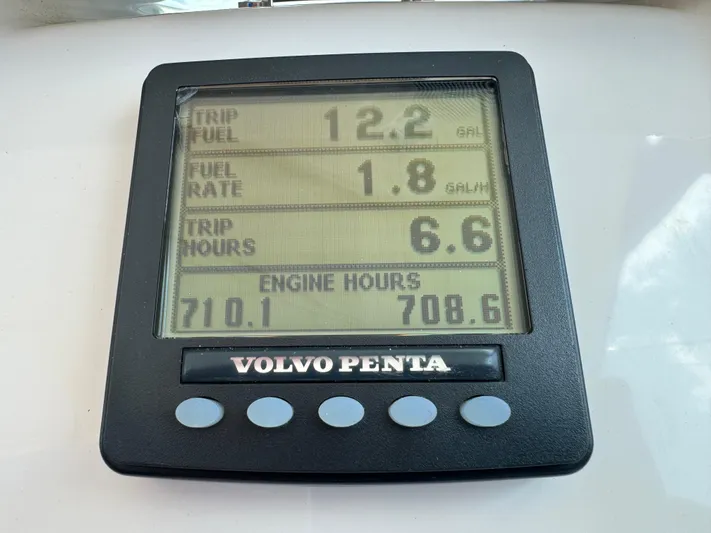 TRIP
FUEL 12.2 GAL
FUEL
RATE 1.8 GAL/H
TRIP
HOURS 6.6
ENGINE HOURS
710.1 708.6
VOLVO PENTA